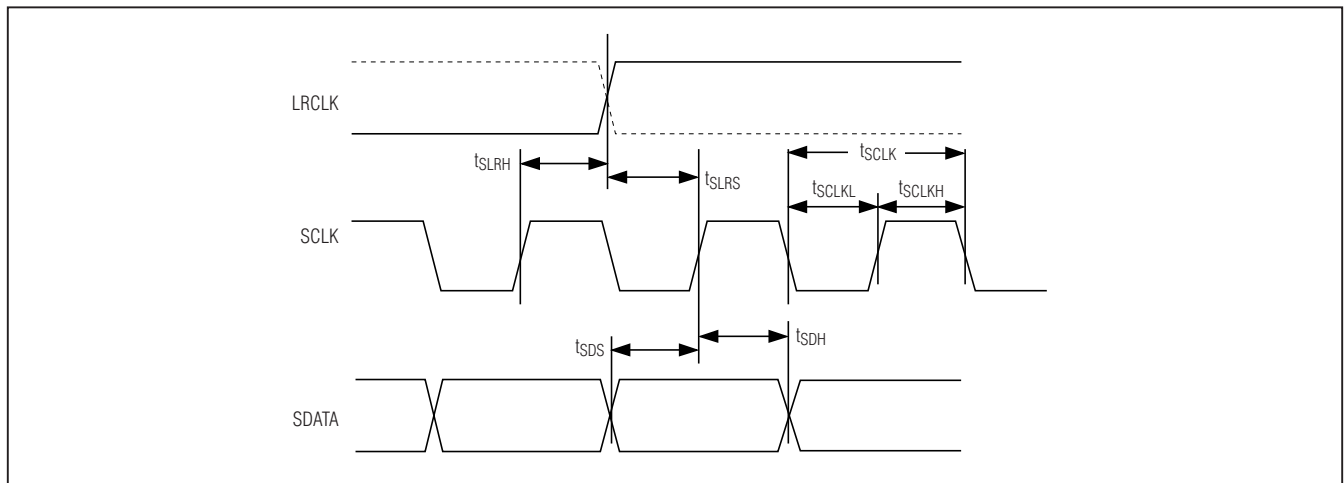 LRCLK
tSLRH
tSLRS
tSCLK
tSCLKL
tSCLKH
SCLK
tSDS
tSDH
SDATA